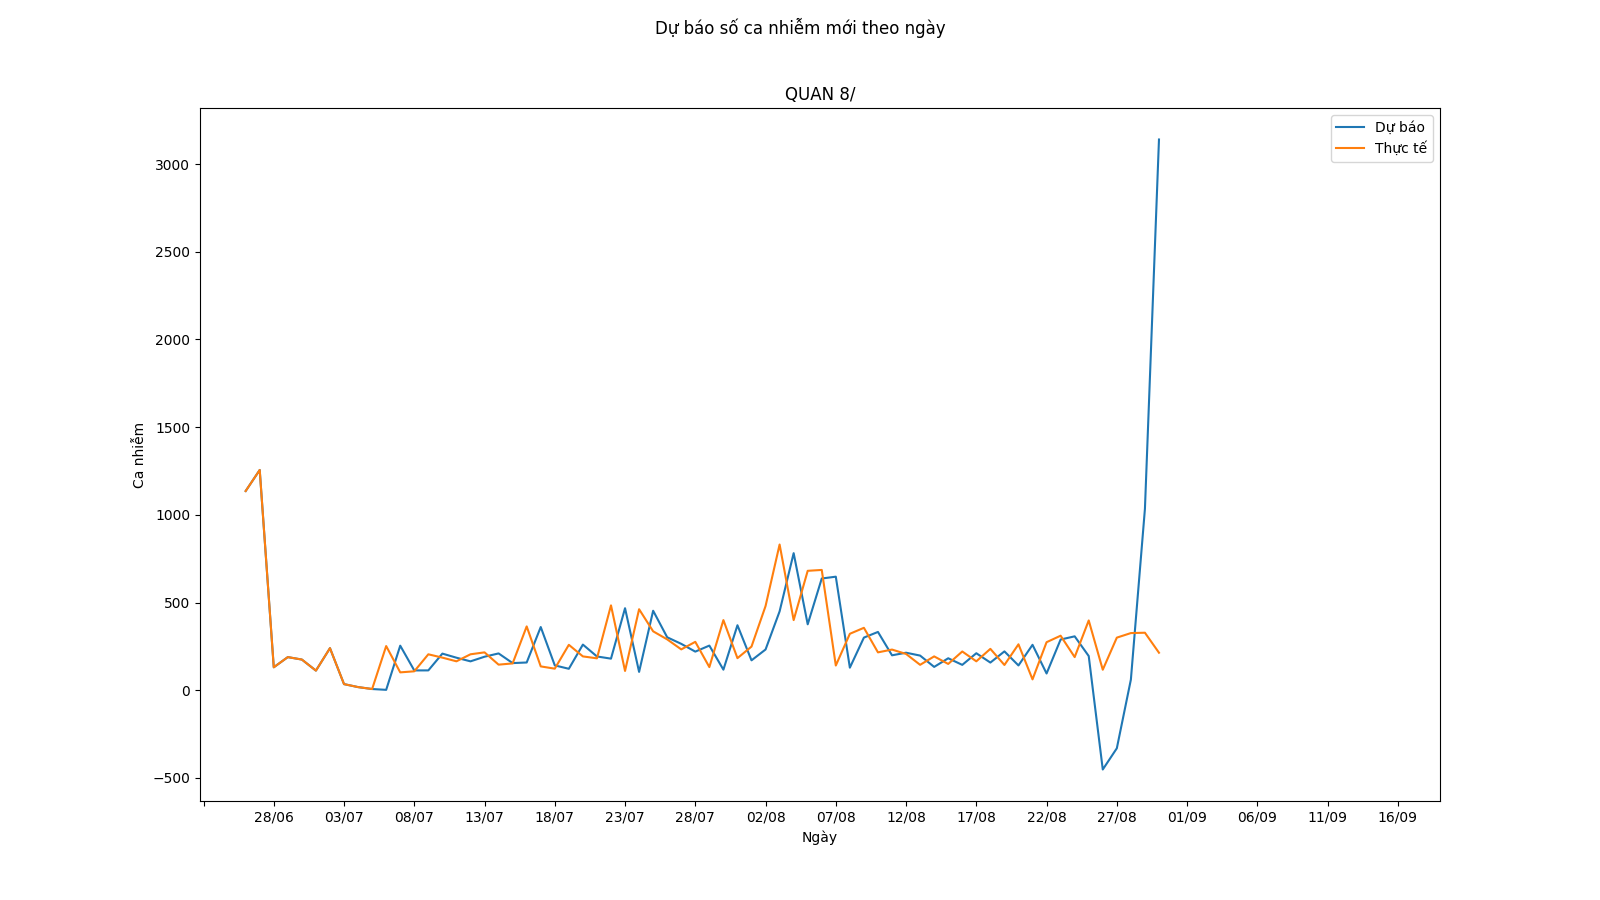 Dự báo số ca nhiễm mới theo ngày
QUAN 8/
Dự báo
Thực tế
3000
2500
2000
1500
1000
500
0
−500
Ca nhiễm
28/06 03/07 08/07 13/07 18/07 23/07 28/07 02/08 07/08 12/08 17/08 22/08 27/08 01/09 06/09 11/09 16/09
Ngày